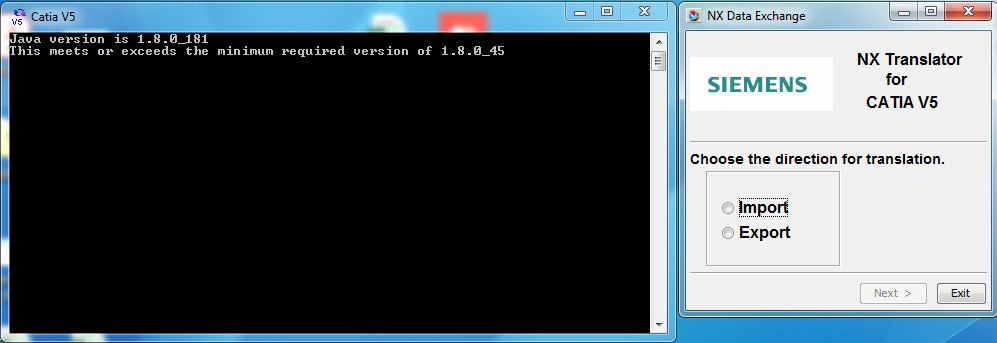 Catia V5
Java version is 1.8.0_181
This meets or exceeds the minimum required version of 1.8.0_45
NX Data Exchange
SIEMENS
NX Translator
for
CATIA V5
Choose the direction for translation.
Import
Export
Next >
Exit